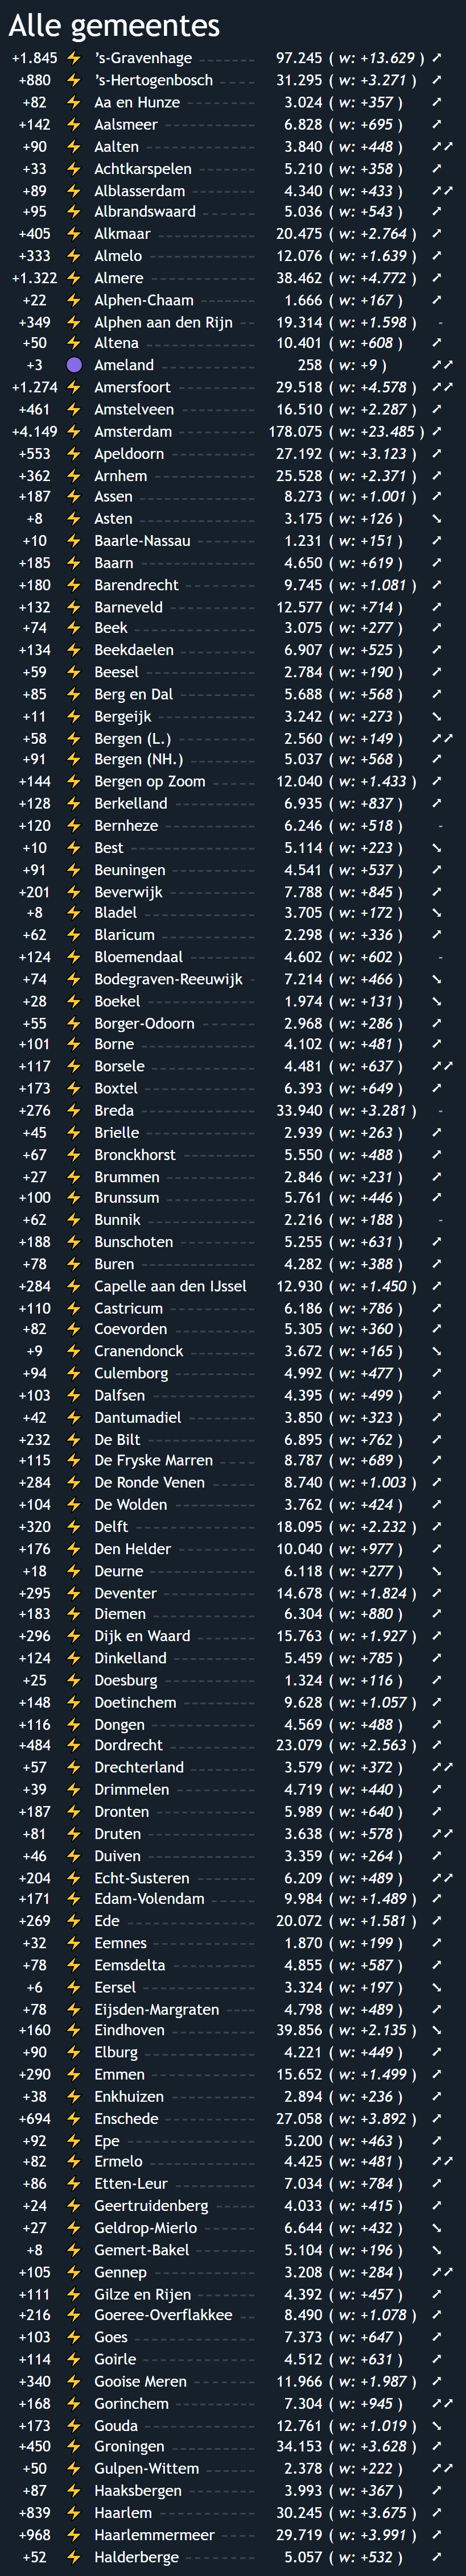 Alle gemeentes
+1.845 ⚡ ’s-Gravenhage 97.245 ( w: +13.629 ) ➚
+880 ⚡ ’s-Hertogenbosch 31.295 ( w: +3.271 ) ➚
+82 ⚡ Aa en Hunze 3.024 ( w: +357 ) ➚
+142 ⚡ Aalsmeer 6.828 ( w: +695 ) ➚
+90 ⚡ Aalten 3.840 ( w: +448 ) ➚➚
+33 ⚡ Achtkarspelen 5.210 ( w: +358 ) ➚
+89 ⚡ Alblasserdam 4.340 ( w: +433 ) ➚➚
+95 ⚡ Albrandswaard 5.036 ( w: +543 ) ➚
+405 ⚡ Alkmaar 20.475 ( w: +2.764 ) ➚
+333 ⚡ Almelo 12.076 ( w: +1.639 ) ➚
+1.322 ⚡ Almere 38.462 ( w: +4.772 ) ➚
+22 ⚡ Alphen-Chaam 1.666 ( w: +167 ) ➚
+349 ⚡ Alphen aan den Rijn 19.314 ( w: +1.598 ) -
+50 ⚡ Altena 10.401 ( w: +608 ) ➚
+3 🟣 Ameland 258 ( w: +9 ) ➚➚
+1.274 ⚡ Amersfoort 29.518 ( w: +4.578 ) ➚➚
+461 ⚡ Amstelveen 16.510 ( w: +2.287 ) ➚
+4.149 ⚡ Amsterdam 178.075 ( w: +23.485 ) ➚
+553 ⚡ Apeldoorn 27.192 ( w: +3.123 ) ➚
+362 ⚡ Arnhem 25.528 ( w: +2.371 ) ➚
+187 ⚡ Assen 8.273 ( w: +1.001 ) ➚
+8 ⚡ Asten 3.175 ( w: +126 ) ➘
+10 ⚡ Baarle-Nassau 1.231 ( w: +151 ) ➚
+185 ⚡ Baarn 4.650 ( w: +619 ) ➚
+180 ⚡ Barendrecht 9.745 ( w: +1.081 ) ➚
+132 ⚡ Barneveld 12.577 ( w: +714 ) ➚
+74 ⚡ Beek 3.075 ( w: +277 ) ➚
+134 ⚡ Beekdaelen 6.907 ( w: +525 ) ➚
+59 ⚡ Beesel 2.784 ( w: +190 ) ➚
+85 ⚡ Berg en Dal 5.688 ( w: +568 ) ➚
+11 ⚡ Bergeijk 3.242 ( w: +273 ) ➘
+58 ⚡ Bergen (L.) 2.560 ( w: +149 ) ➚➚
+91 ⚡ Bergen (NH.) 5.037 ( w: +568 ) ➚
+144 ⚡ Bergen op Zoom 12.040 ( w: +1.433 ) ➚
+128 ⚡ Berkelland 6.935 ( w: +837 ) ➚
+120 ⚡ Bernheze 6.246 ( w: +518 ) -
+10 ⚡ Best 5.114 ( w: +223 ) ➘
+91 ⚡ Beuningen 4.541 ( w: +537 ) ➚
+201 ⚡ Beverwijk 7.788 ( w: +845 ) ➚
+8 ⚡ Bladel 3.705 ( w: +172 ) ➘
+62 ⚡ Blaricum 2.298 ( w: +336 ) ➚
+124 ⚡ Bloemendaal 4.602 ( w: +602 ) -
+74 ⚡ Bodegraven-Reeuwijk 7.214 ( w: +466 ) ➘
+28 ⚡ Boekel 1.974 ( w: +131 ) ➘
+55 ⚡ Borger-Odoorn 2.968 ( w: +286 ) ➚
+101 ⚡ Borne 4.102 ( w: +481 ) ➚
+117 ⚡ Borsele 4.481 ( w: +637 ) ➚➚
+173 ⚡ Boxtel 6.393 ( w: +649 ) ➚
+276 ⚡ Breda 33.940 ( w: +3.281 ) -
+45 ⚡ Brielle 2.939 ( w: +263 ) ➚
+67 ⚡ Bronckhorst 5.550 ( w: +488 ) ➚
+27 ⚡ Brummen 2.846 ( w: +231 ) ➚
+100 ⚡ Brunssum 5.761 ( w: +446 ) ➚
+62 ⚡ Bunnik 2.216 ( w: +188 ) -
+188 ⚡ Bunschoten 5.255 ( w: +631 ) ➚
+78 ⚡ Buren 4.282 ( w: +388 ) ➚
+284 ⚡ Capelle aan den IJssel 12.930 ( w: +1.450 ) ➚
+110 ⚡ Castricum 6.186 ( w: +786 ) ➚
+82 ⚡ Coevorden 5.305 ( w: +360 ) ➚
+9 ⚡ Cranendonck 3.672 ( w: +165 ) ➘
+94 ⚡ Culemborg 4.992 ( w: +477 ) ➚
+103 ⚡ Dalfsen 4.395 ( w: +499 ) ➚
+42 ⚡ Dantumadiel 3.850 ( w: +323 ) ➚
+232 ⚡ De Bilt 6.895 ( w: +762 ) ➚
+115 ⚡ De Fryske Marren 8.787 ( w: +689 ) ➚
+284 ⚡ De Ronde Venen 8.740 ( w: +1.003 ) ➚
+104 ⚡ De Wolden 3.762 ( w: +424 ) ➚
+320 ⚡ Delft 18.095 ( w: +2.232 ) ➚
+176 ⚡ Den Helder 10.040 ( w: +977 ) ➚
+18 ⚡ Deurne 6.118 ( w: +277 ) ➘
+295 ⚡ Deventer 14.678 ( w: +1.824 ) ➚
+183 ⚡ Diemen 6.304 ( w: +880 ) ➚
+296 ⚡ Dijk en Waard 15.763 ( w: +1.927 ) ➚
+124 ⚡ Dinkelland 5.459 ( w: +785 ) ➚
+25 ⚡ Doesburg 1.324 ( w: +116 ) ➚
+148 ⚡ Doetinchem 9.628 ( w: +1.057 ) ➚
+116 ⚡ Dongen 4.569 ( w: +488 ) ➚
+484 ⚡ Dordrecht 23.079 ( w: +2.563 ) ➚
+57 ⚡ Drechterland 3.579 ( w: +372 ) ➚➚
+39 ⚡ Drimmelen 4.719 ( w: +440 ) ➚
+187 ⚡ Dronten 5.989 ( w: +640 ) ➚
+81 ⚡ Druten 3.638 ( w: +578 ) ➚➚
+46 ⚡ Duiven 3.359 ( w: +264 ) ➚
+204 ⚡ Echt-Susteren 6.209 ( w: +489 ) ➚➚
+171 ⚡ Edam-Volendam 9.984 ( w: +1.489 ) ➚
+269 ⚡ Ede 20.072 ( w: +1.581 ) ➚
+32 ⚡ Eemnes 1.870 ( w: +199 ) ➚
+78 ⚡ Eemsdelta 4.855 ( w: +587 ) ➚
+6 ⚡ Eersel 3.324 ( w: +197 ) ➘
+78 ⚡ Eijsden-Margraten 4.798 ( w: +489 ) ➚
+160 ⚡ Eindhoven 39.856 ( w: +2.135 ) ➘
+90 ⚡ Elburg 4.221 ( w: +449 ) ➚
+290 ⚡ Emmen 15.652 ( w: +1.499 ) ➚
+38 ⚡ Enkhuizen 2.894 ( w: +236 ) ➚
+694 ⚡ Enschede 27.058 ( w: +3.892 ) ➚
+92 ⚡ Epe 5.200 ( w: +463 ) ➚
+82 ⚡ Ermelo 4.425 ( w: +481 ) ➚➚
+86 ⚡ Etten-Leur 7.034 ( w: +784 ) ➚
+24 ⚡ Geertruidenberg 4.033 ( w: +415 ) ➚
+27 ⚡ Geldrop-Mierlo 6.644 ( w: +432 ) ➘
+8 ⚡ Gemert-Bakel 5.104 ( w: +196 ) ➘
+105 ⚡ Gennep 3.208 ( w: +284 ) ➚➚
+111 ⚡ Gilze en Rijen 4.392 ( w: +457 ) ➚
+216 ⚡ Goeree-Overflakkee 8.490 ( w: +1.078 ) ➚
+103 ⚡ Goes 7.373 ( w: +647 ) ➚
+114 ⚡ Goirle 4.512 ( w: +631 ) ➚
+340 ⚡ Gooise Meren 11.966 ( w: +1.987 ) ➚
+168 ⚡ Gorinchem 7.304 ( w: +945 ) ➚➚
+173 ⚡ Gouda 12.761 ( w: +1.019 ) ➘
+450 ⚡ Groningen 34.153 ( w: +3.628 ) ➚
+50 ⚡ Gulpen-Wittem 2.378 ( w: +222 ) ➚➚
+87 ⚡ Haaksbergen 3.993 ( w: +367 ) ➚
+839 ⚡ Haarlem 30.245 ( w: +3.675 ) ➚
+968 ⚡ Haarlemmermeer 29.719 ( w: +3.991 ) ➚
+52 ⚡ Halderberge 5.057 ( w: +532 ) ➚